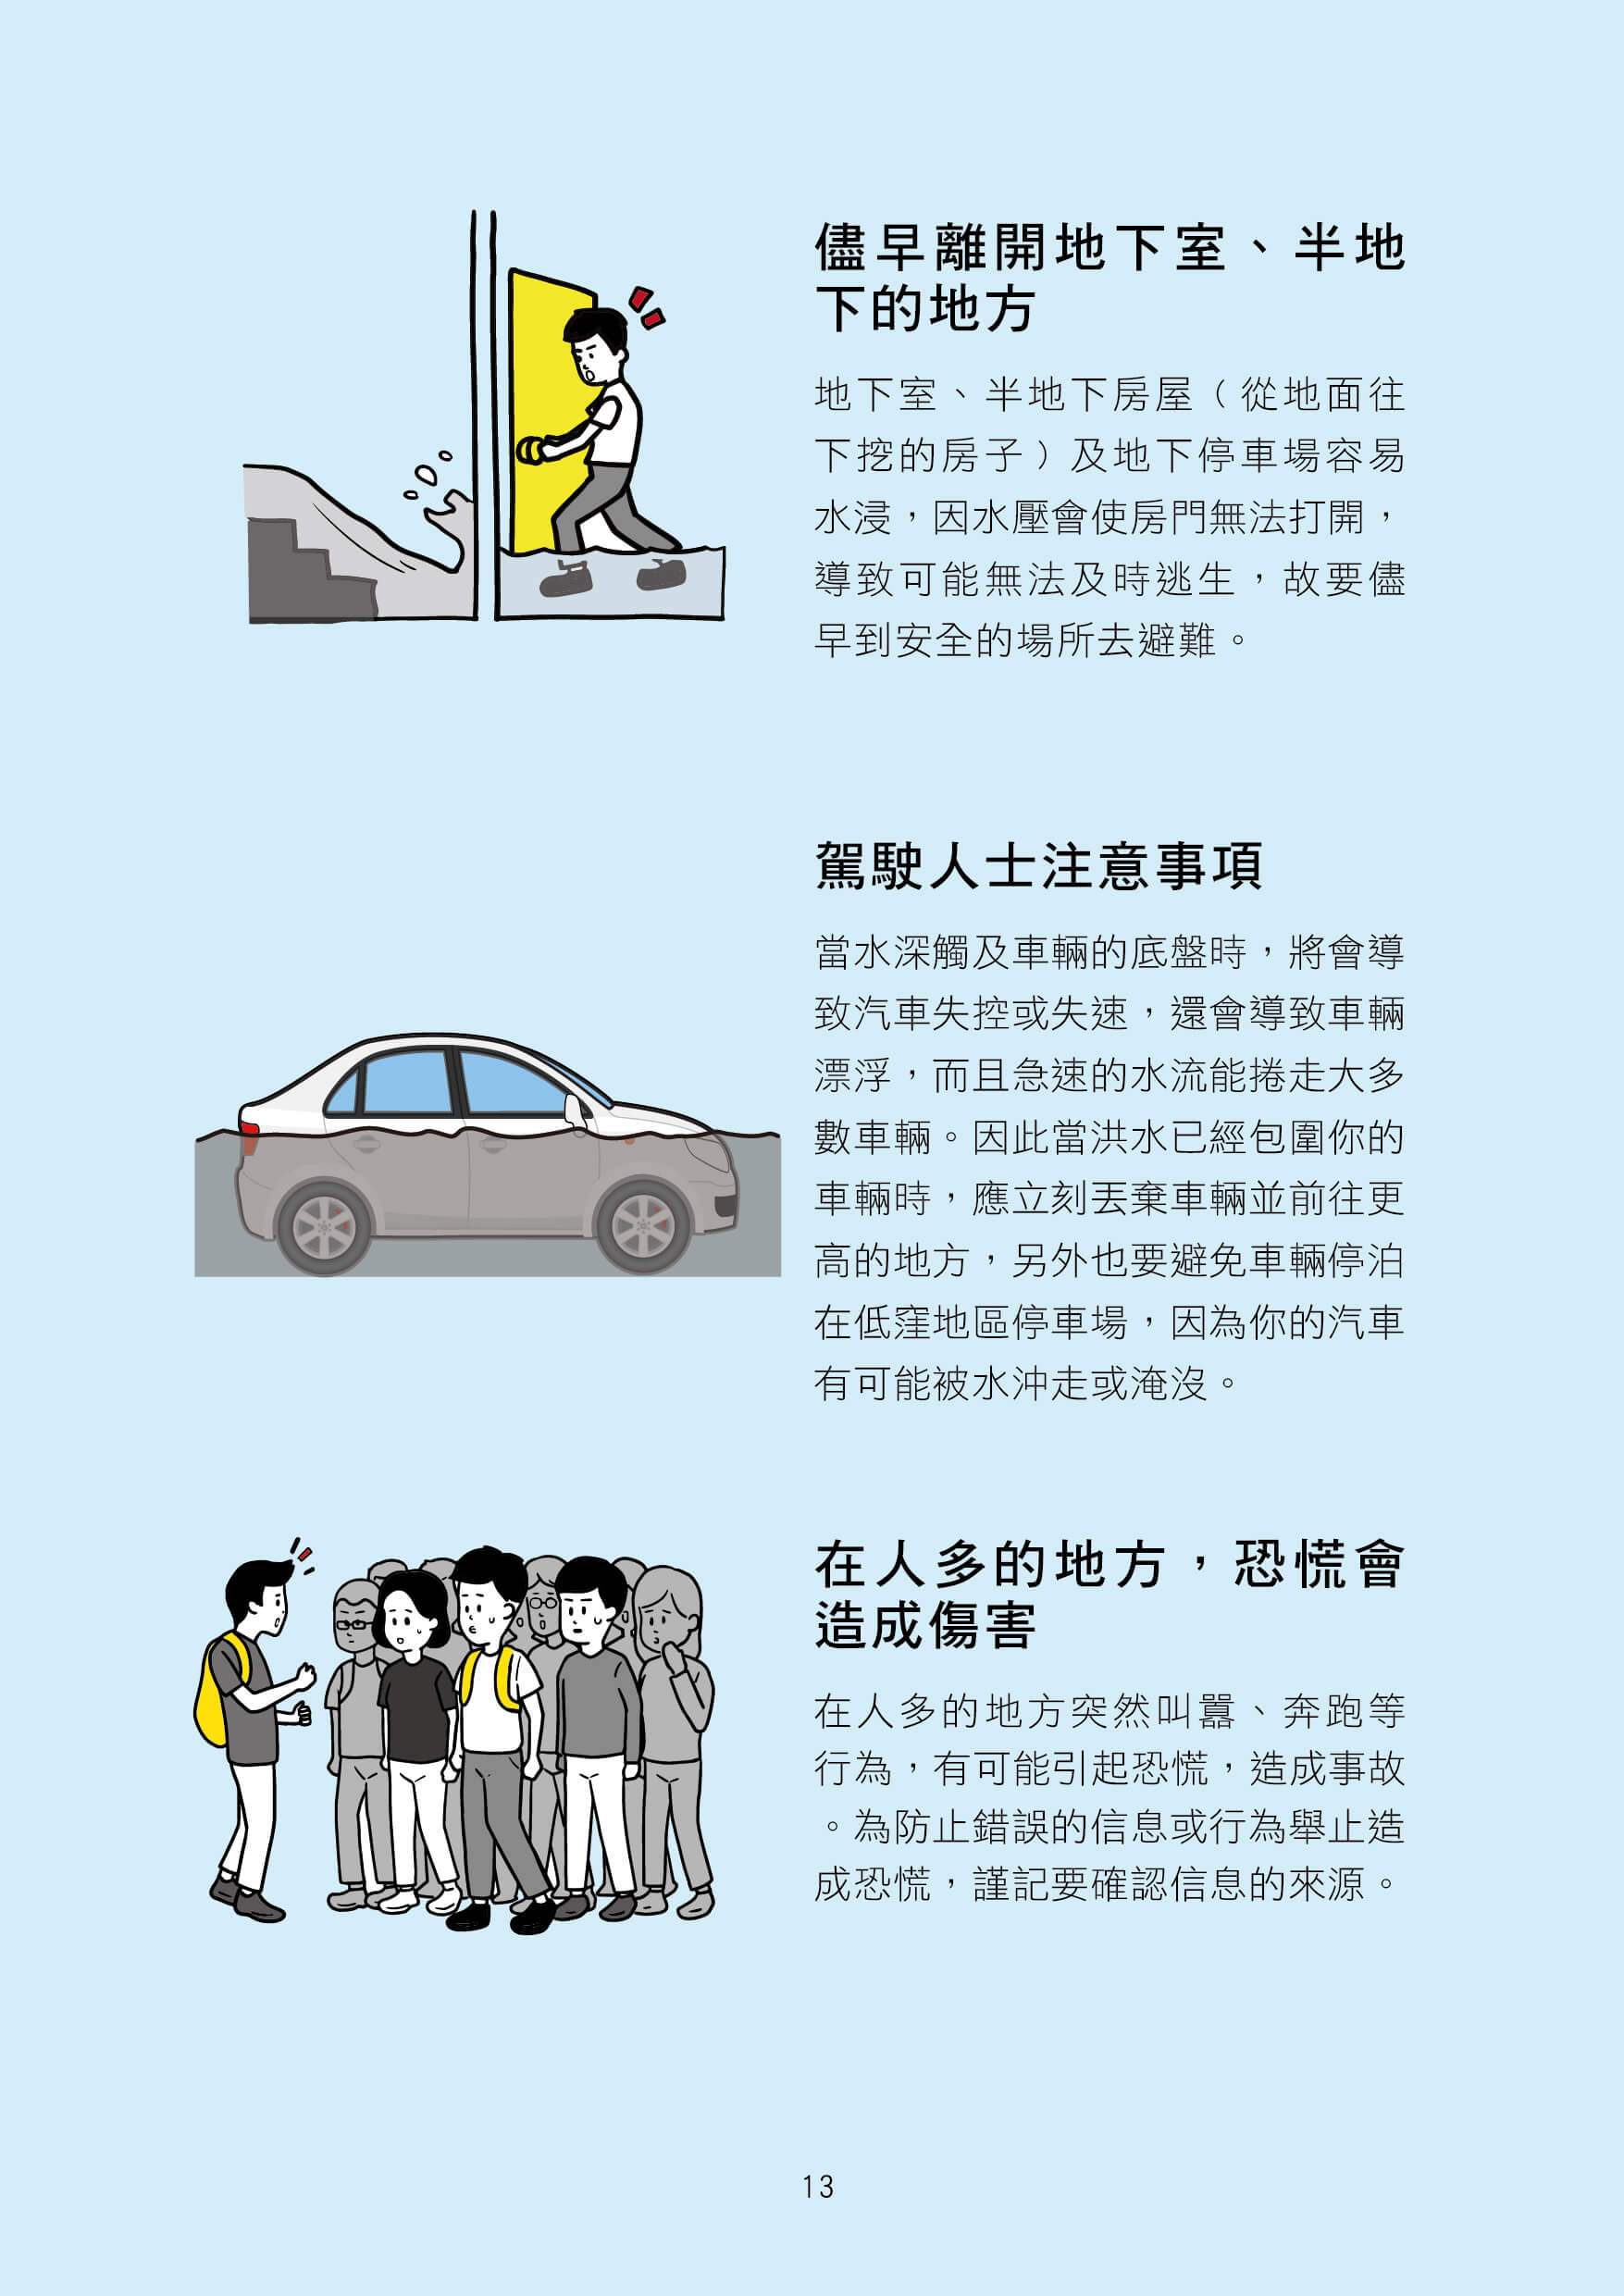 儘早離開地下室、半地
下的地方
地下室、半地下房屋（從地面往
下挖的房子）及地下停車場容易
水浸，因水壓會使房門無法打開，
導致可能無法及時逃生，故要儘
早到安全的場所去避難。
駕駛人士注意事項
當水深觸及車輛的底盤時，將會導
致汽車失控或失速，還會導致車輛
漂浮，而且急速的水流能捲走大多
數車輛。因此當洪水已經包圍你的
車輛時，應立刻丟棄車輛並前往更
高的地方，另外也要避免車輛停泊
在低窪地區停車場，因為你的汽車
有可能被水沖走或淹沒。
在人多的地方，恐慌會
造成傷害
在人多的地方突然叫囂、奔跑等
行為，有可能引起恐慌，造成事故
。為防止錯誤的信息或行為舉止造
成恐慌，謹記要確認信息的來源。
13